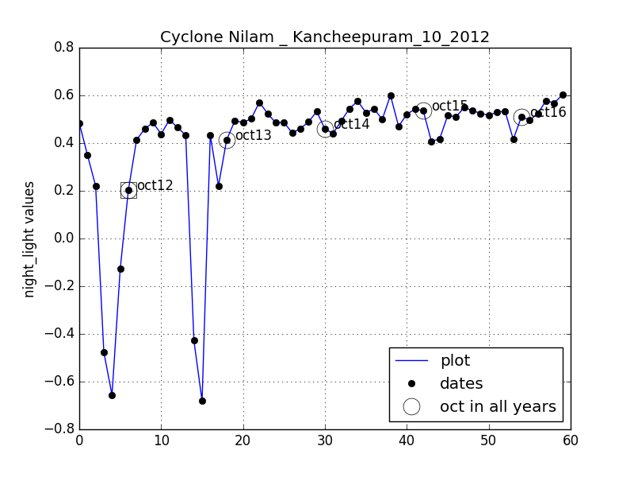 Cyclone Nilam _ Kancheepuram_10_2012
night_light values
0.8
0.6
0.4
0.2
0.0
−0.2
−0.4
−0.6
−0.8
oct12
oct13
oct14
oct15
oct16
plot
dates
oct in all years
0 10 20 30 40 50 60